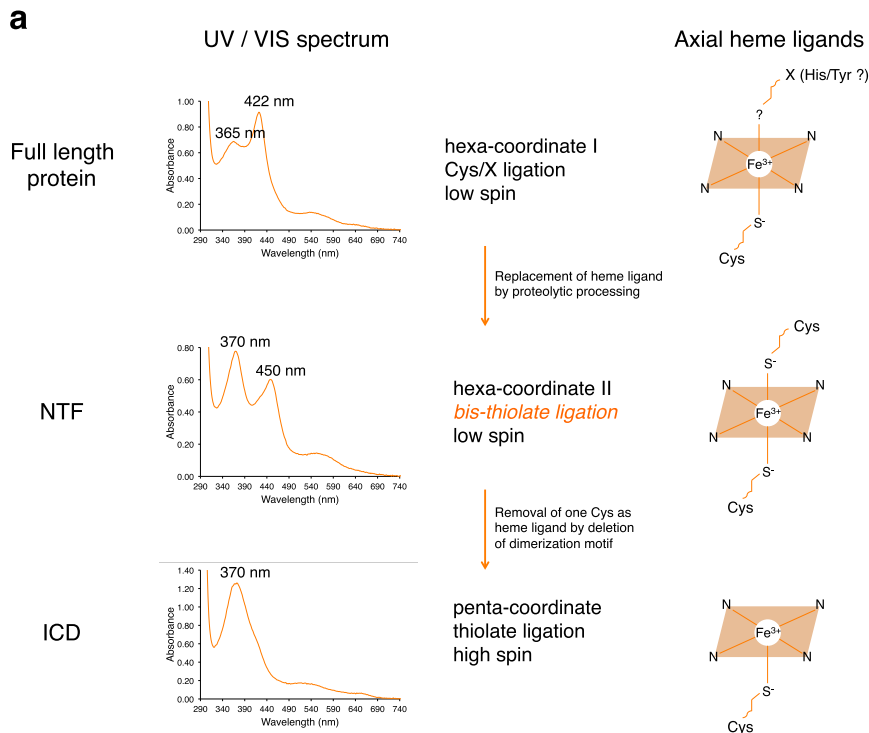 a
UV / VIS spectrum
Axial heme ligands
Full length
protein
Absorbance
1.00
0.80
0.60
0.40
0.20
0.00
422 nm
365 nm
290 340 390 440 490 540 590 640 690 740
Wavelength (nm)
hexa-coordinate I
Cys/X ligation
low spin
X (His/Tyr ?)
?
N N
Fe3+
N N
S-
Cys
Replacement of heme ligand
by proteolytic processing
NTF
Absorbance
0.80
0.60
0.40
0.20
0.00
370 nm
450 nm
290 340 390 440 490 540 590 640 690 740
Wavelength (nm)
hexa-coordinate II
bis-thiolate ligation
low spin
Cys
S-
N N
Fe3+
N N
S-
Cys
Removal of one Cys as
heme ligand by deletion
of dimerization motif
ICD
Absorbance
1.40
1.20
1.00
0.80
0.60
0.40
0.20
0.00
370 nm
290 340 390 440 490 540 590 640 690 740
Wavelength (nm)
penta-coordinate
thiolate ligation
high spin
N N
Fe3+
N N
S-
Cys